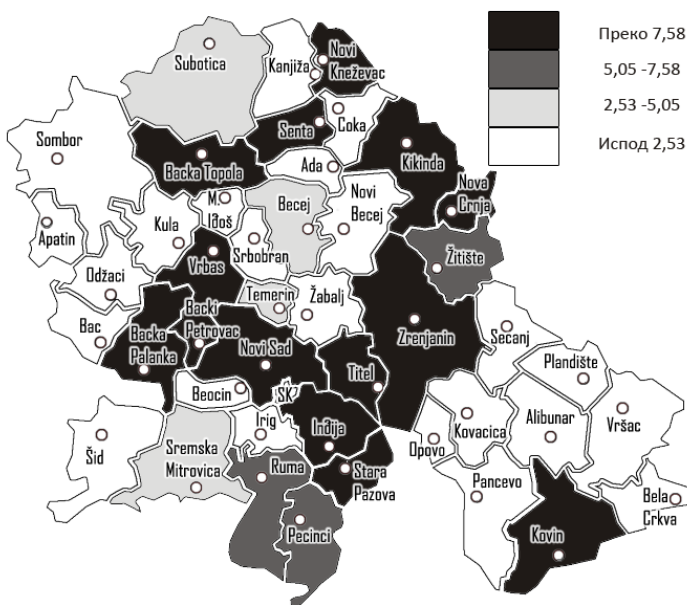 Преко 7,58
5,05 -7,58
2,53 -5,05
Испод 2,53
Subotica
Kanjiža
Novi
Kneževac
Sombor
Senta
Coka
Backa Topola
Ada
Kikinda
Nova
Crnja
Apatin
Kula
M.
Iđoš
Becej
Novi
Becej
Srbobran
Vrbas
Žitište
Odžaci
Temerin
Žabalj
Bac
Backa
Palanka
Backi
Petrovac
Novi Sad
Zrenjanin
Secanj
Titel
Plandište
Beocin
SK
Irig
Inđija
Opovo
Kovacica
Alibunar
Vršac
Šid
Sremska
Mitrovica
Ruma
Stara
Pazova
Pancevo
Bela
Crkva
Pecinci
Kovin